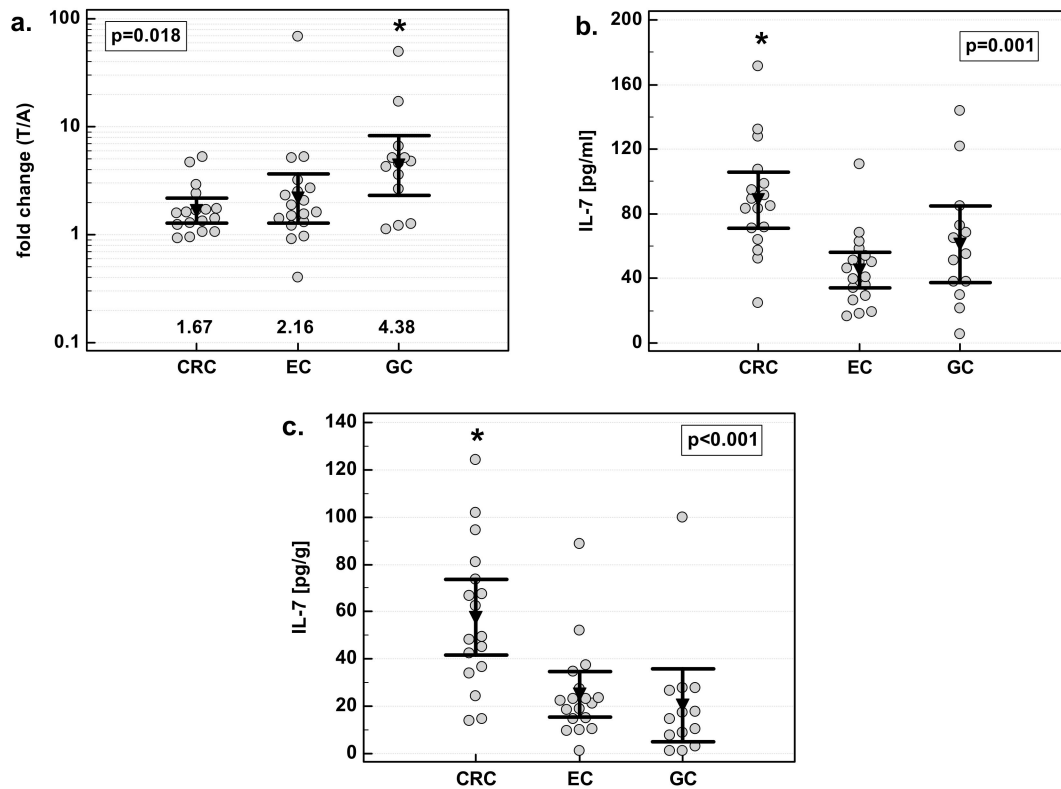 a.
p=0.018
*
fold change (T/A)
100
10
1
0.1
1.67 2.16 4.38
CRC EC GC
b.
p=0.001
*
IL-7 [pg/ml]
200
160
120
80
40
0
CRC EC GC
c.
p<0.001
*
IL-7 [pg/g]
140
120
100
80
60
40
20
0
CRC EC GC